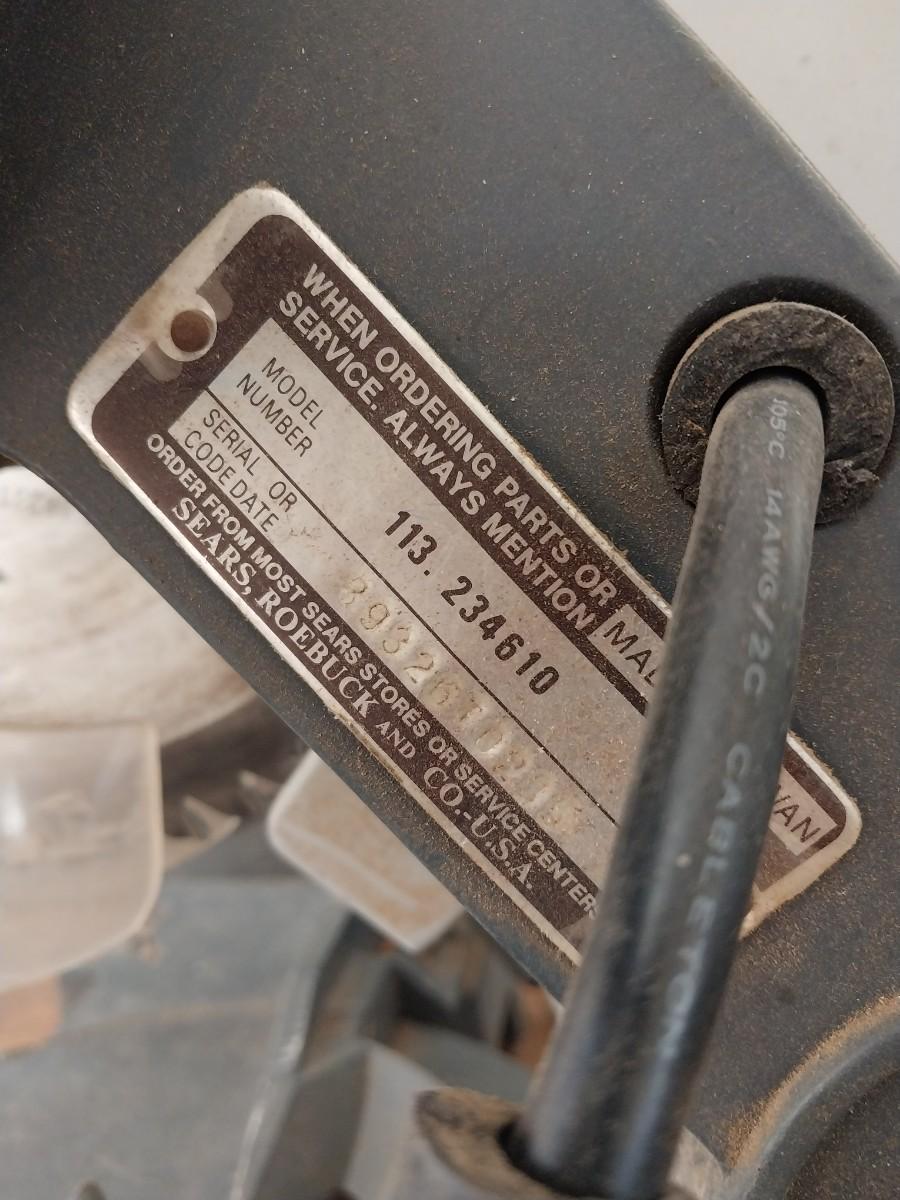 WHEN ORDERING PARTS OR
SERVICE. ALWAYS MENTION
MODEL
NUMBER
113.234610
SERIAL OR
CODE DATE
ORDER FROM MOST SEARS STORES OR SERVICE CENTERS
SEARS, ROEBUCK AND CO.-U.S.A.
105°C 14AWG/2C CABLETON